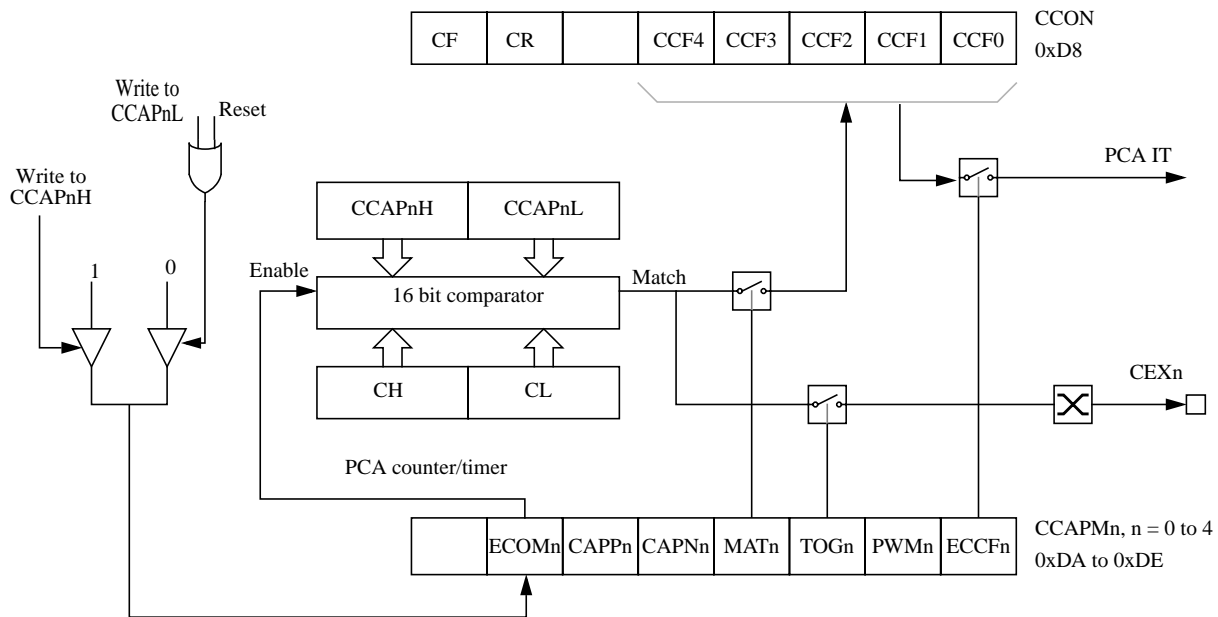 CF CR CCF4 CCF3 CCF2 CCF1 CCF0
CCON
0xD8
Write to
CCAPnL
Reset
Write to
CCAPnH
PCA IT
CCAPnH CCAPnL
1 0
Enable
16 bit comparator
Match
CH CL
CEXn
PCA counter/timer
ECOMn CAPPn CAPNn MATn TOGn PWMn ECCFn
CCAPMn, n = 0 to 4
0xDA to 0xDE